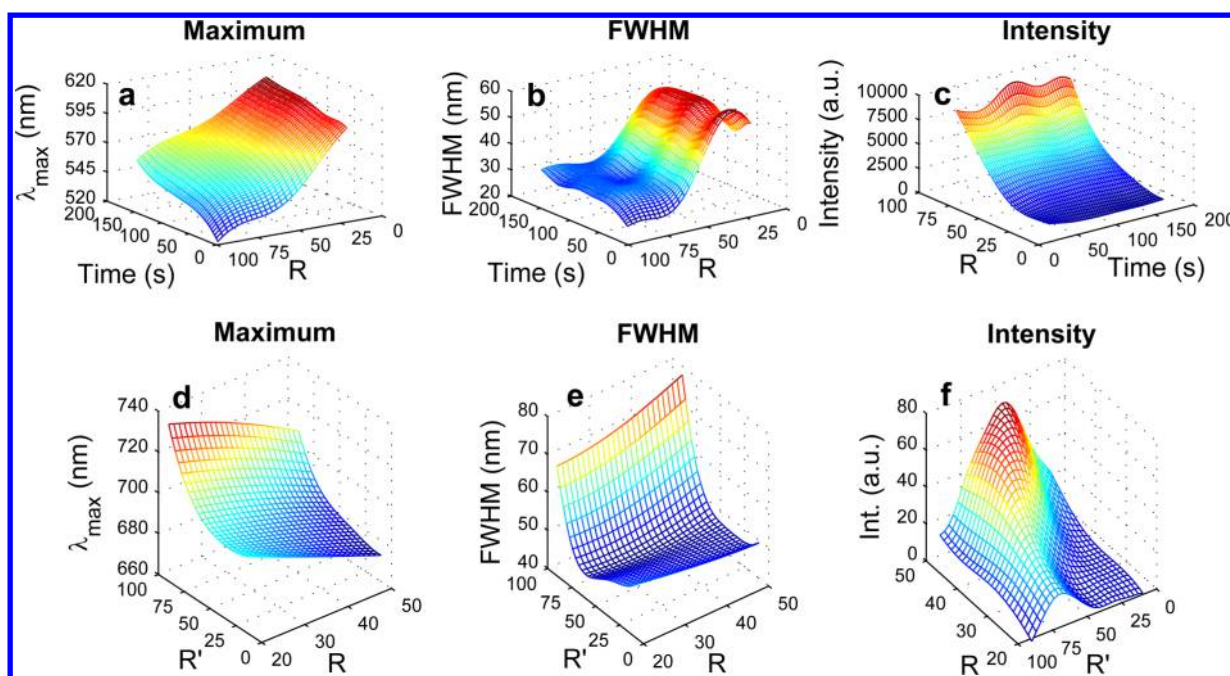 Maximum
FWHM
Intensity
a
b
c
620
595
570
545
520
λmax (nm)
200
150
100
50
0
Time (s)
100
75
50
25
0
R
60
50
40
30
20
FWHM (nm)
200
150
100
50
0
Time (s)
100
75
50
25
0
R
10000
7500
5000
2500
0
Intensity (a.u.)
100
75
50
25
0
R
0
50
100
150
200
Time (s)
Maximum
FWHM
Intensity
d
e
f
740
720
700
680
660
λmax (nm)
100
75
50
25
0
R'
20
30
40
50
R
80
70
60
50
40
FWHM (nm)
100
75
50
25
0
R'
20
30
40
50
R
80
60
40
20
0
Int. (a.u.)
50
40
30
20
R
100
75
50
25
0
R'